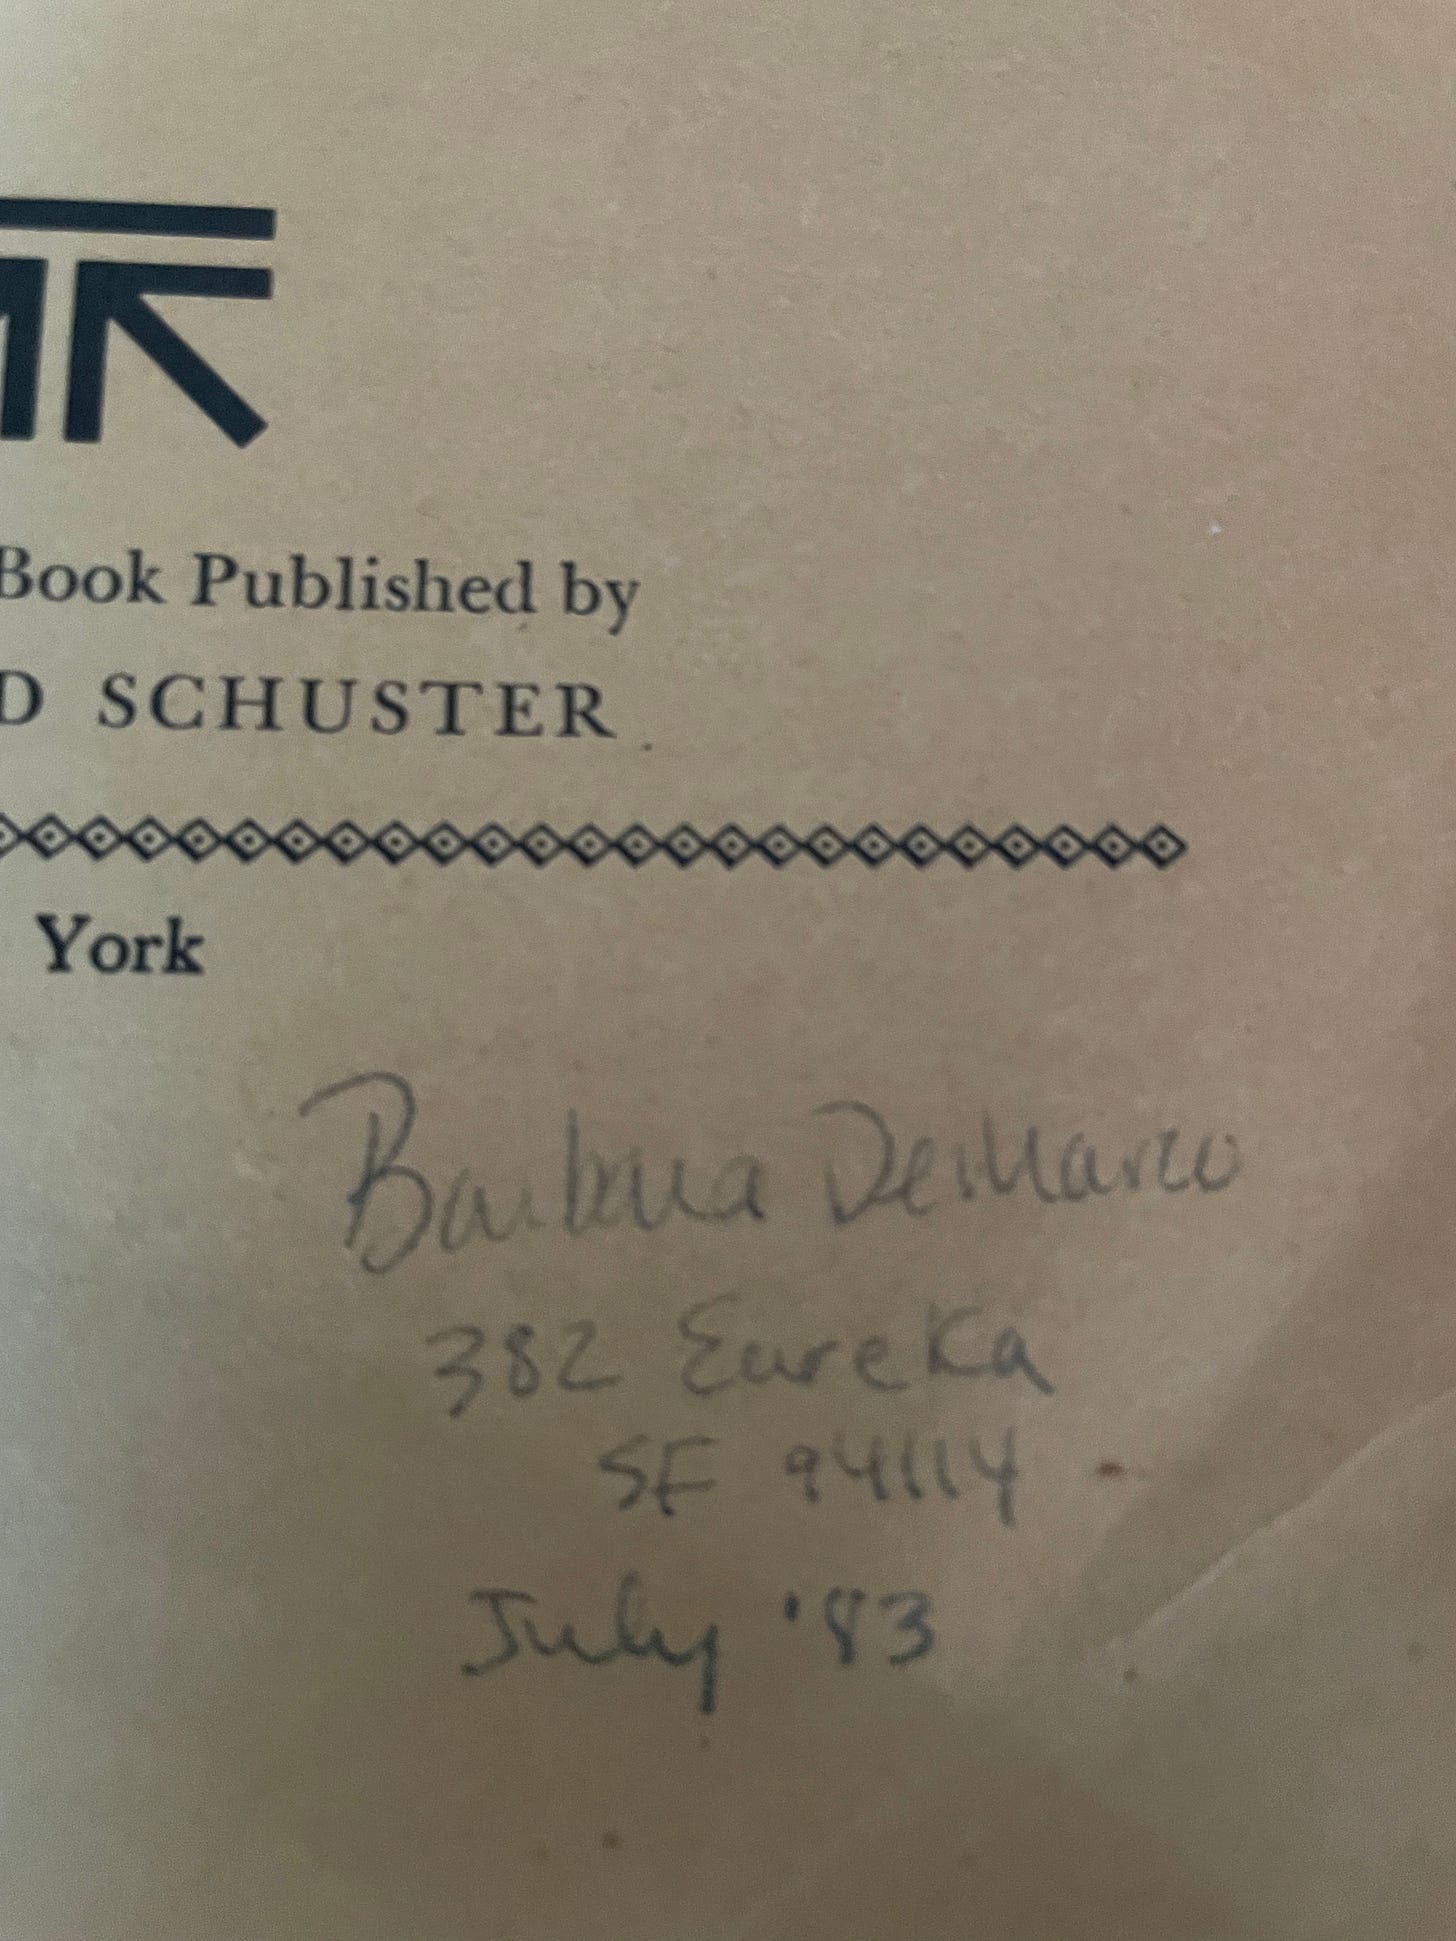 Book Published by
D SCHUSTER
York
Barbara DeMarco
382 Eureka
SF 94114
July '83